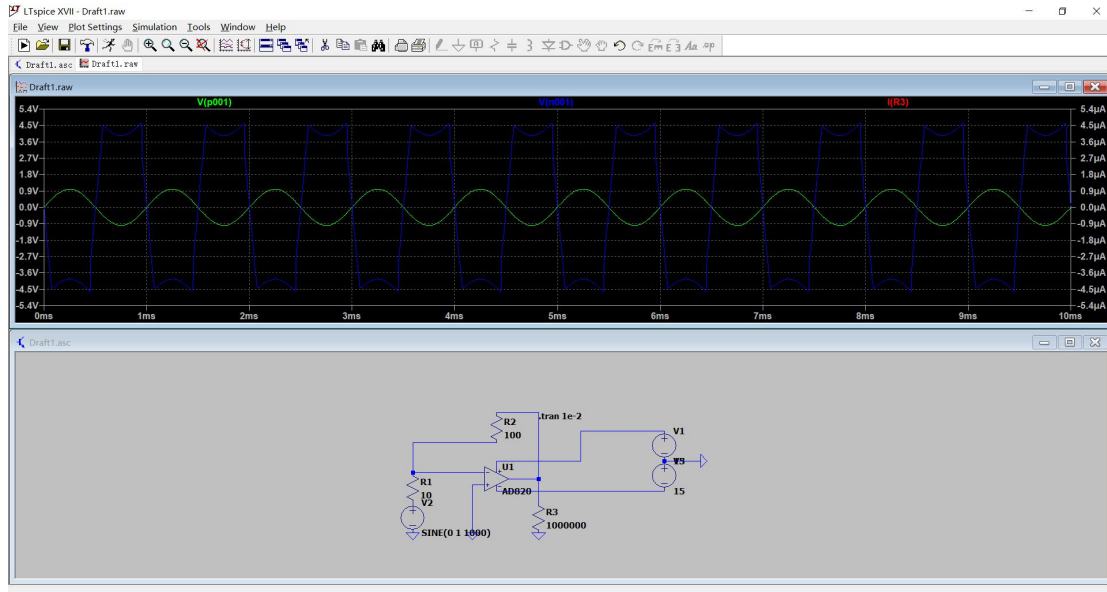 LTspice XVII - Draft1.raw
File View Plot Settings Simulation Tools Window Help
Draft1.asc Draft1.raw
Draft1.raw
V(p001) V(n001) I(R3)
5.4V 5.4µA
4.5V 4.5µA
3.6V 3.6µA
2.7V 2.7µA
1.8V 1.8µA
0.9V 0.9µA
0.0V 0.0µA
-0.9V -0.9µA
-1.8V -1.8µA
-2.7V -2.7µA
-3.6V -3.6µA
-4.5V -4.5µA
-5.4V -5.4µA
0ms 1ms 2ms 3ms 4ms 5ms 6ms 7ms 8ms 9ms 10ms
Draft1.asc
.tran 1e-2
R2
100
V1
U1
R1
10
V2
AD820
15
R3
1000000
SINE(0 1 1000)